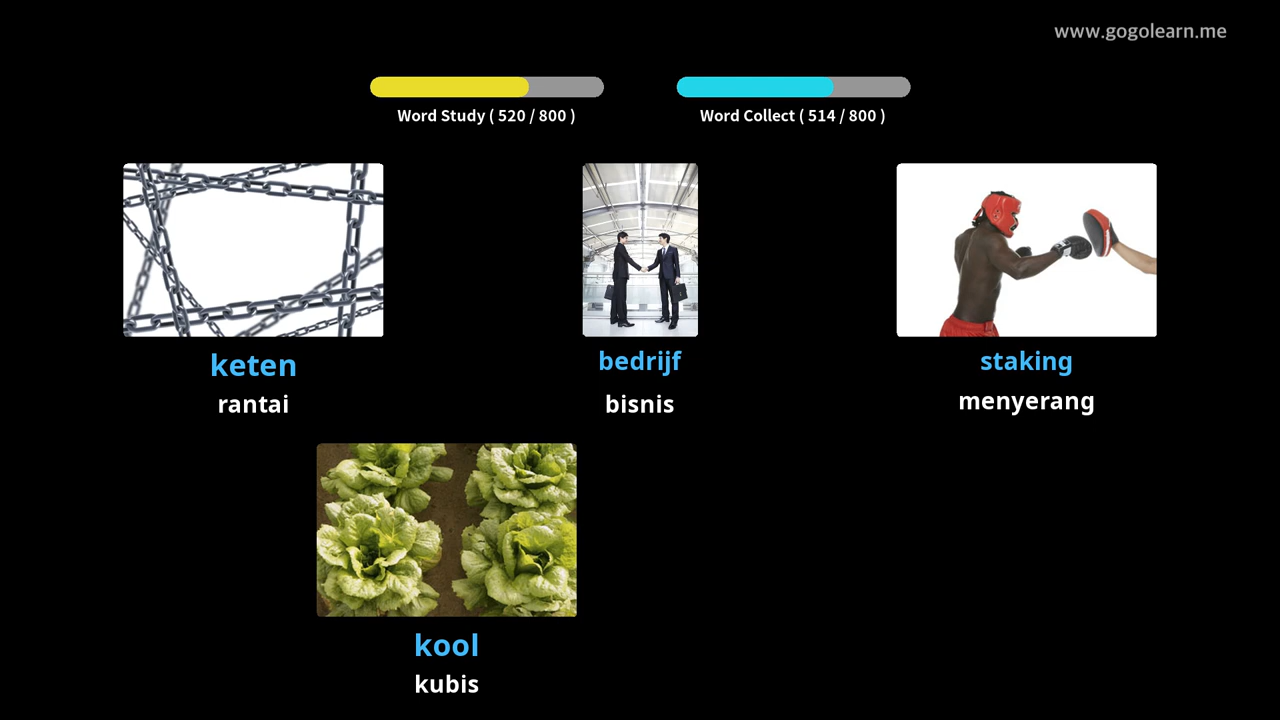 www.gogolearn.me
Word Study ( 520 / 800 )
Word Collect ( 514 / 800 )
keten
rantai
bedrijf
bisnis
staking
menyerang
kool
kubis